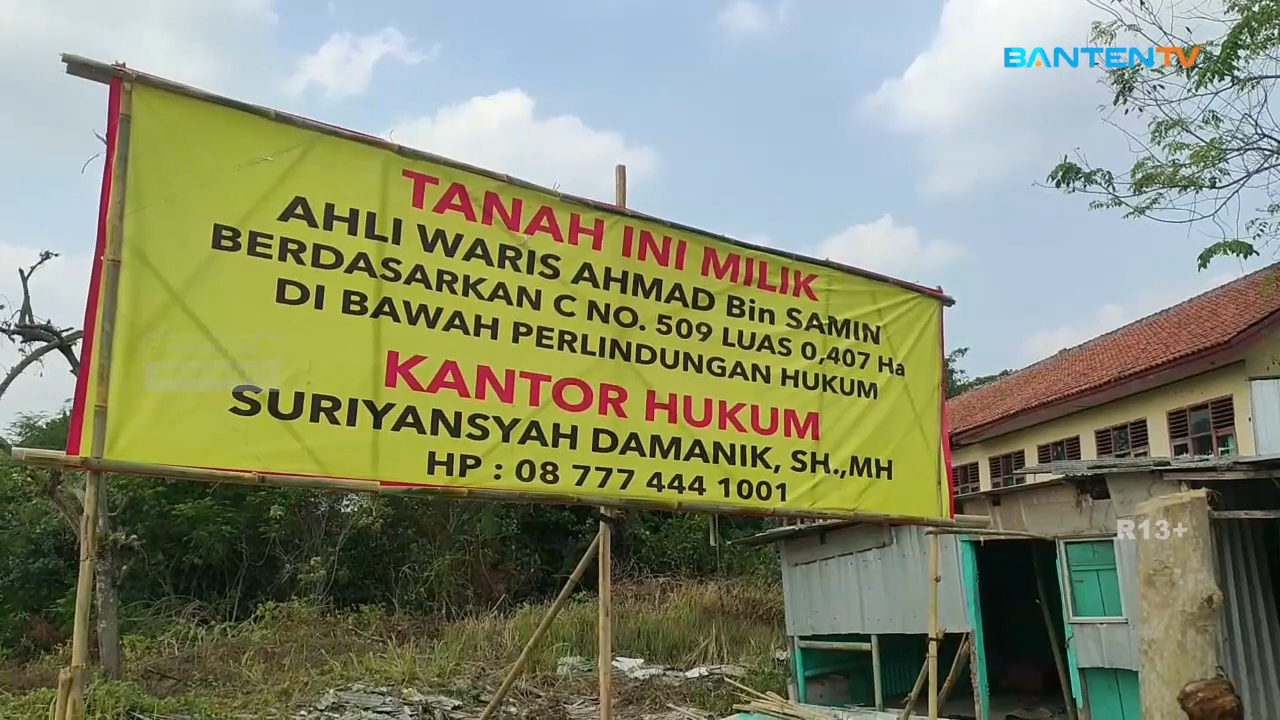 BANTENTV
TANAH INI MILIK
AHLI WARIS AHMAD Bin SAMIN
BERDASARKAN C NO. 509 LUAS 0,407 Ha
DI BAWAH PERLINDUNGAN HUKUM
KANTOR HUKUM
SURIYANSYAH DAMANIK, SH.,MH
HP : 08 777 444 1001
R13+